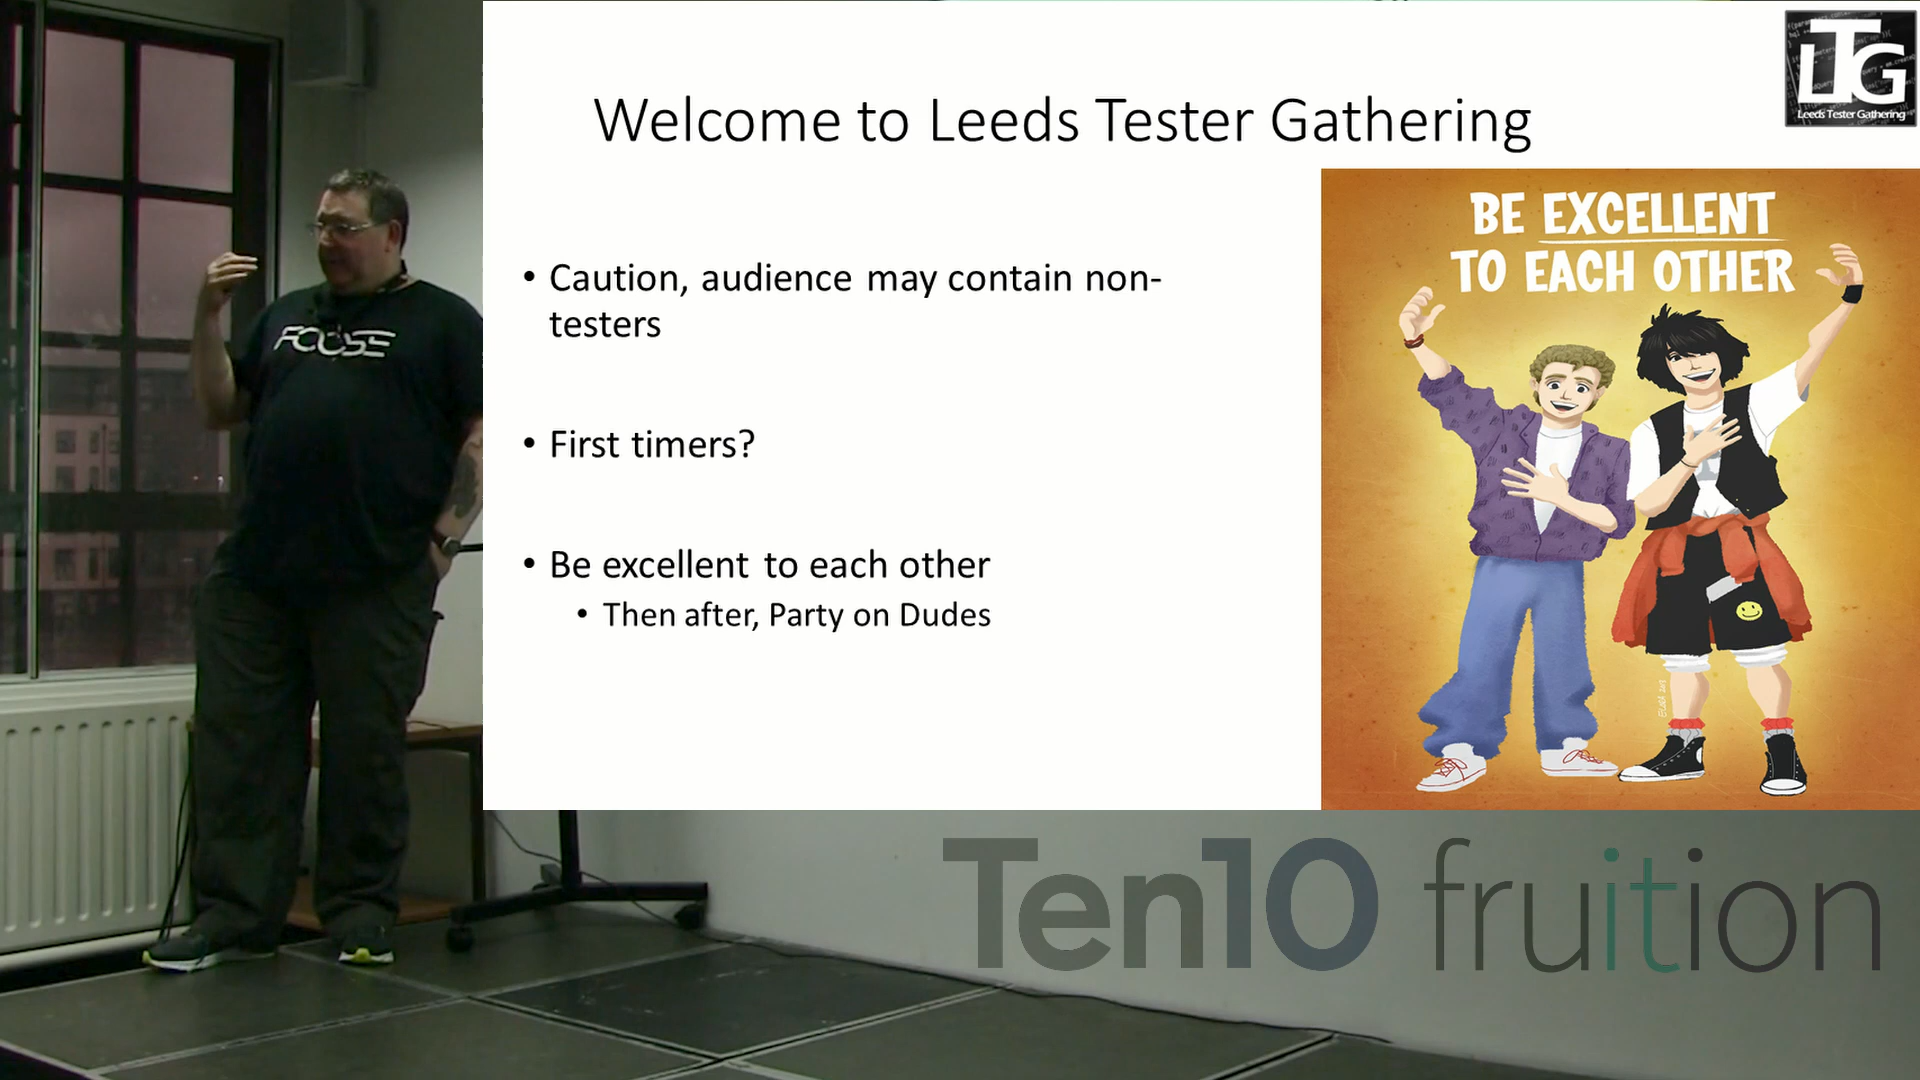 LTG
Leeds Tester Gathering
Welcome to Leeds Tester Gathering
BE EXCELLENT
TO EACH OTHER
• Caution, audience may contain non-
testers
• First timers?
• Be excellent to each other
• Then after, Party on Dudes
FOOSE
Ten10 fruition